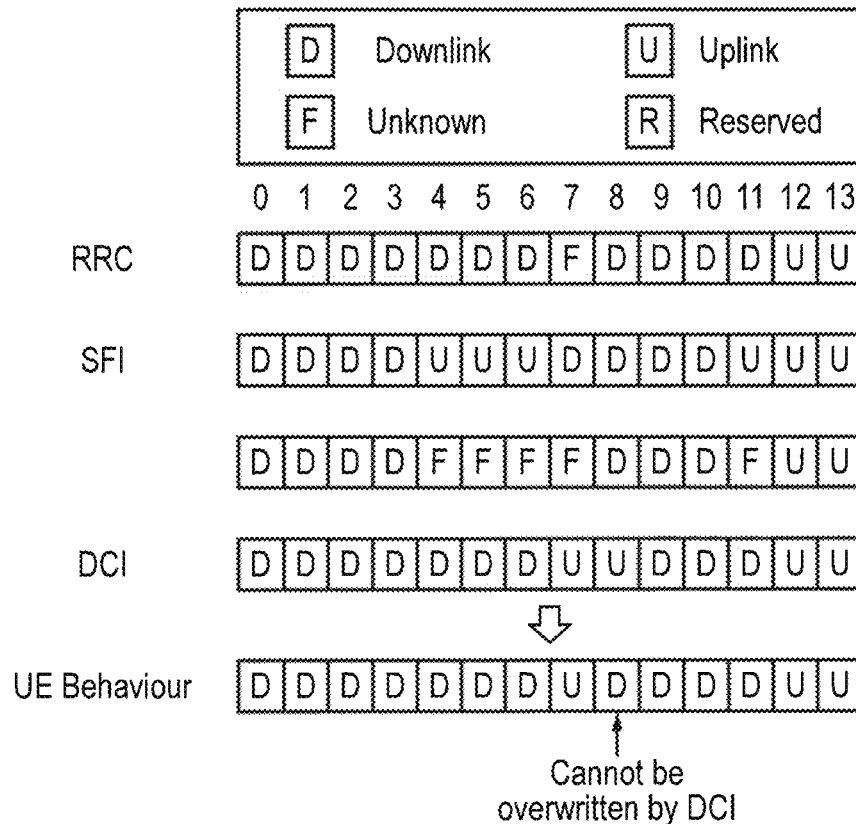 D Downlink U Uplink
F Unknown R Reserved
0 1 2 3 4 5 6 7 8 9 10 11 12 13
RRC D D D D D D D F D D D D U U
SFI D D D D U U U D D D D U U U
D D D D F F F F D D D F U U
DCI D D D D D D D U U D D D U U
UE Behaviour D D D D D D D U D D D D U U
Cannot be
overwritten by DCI